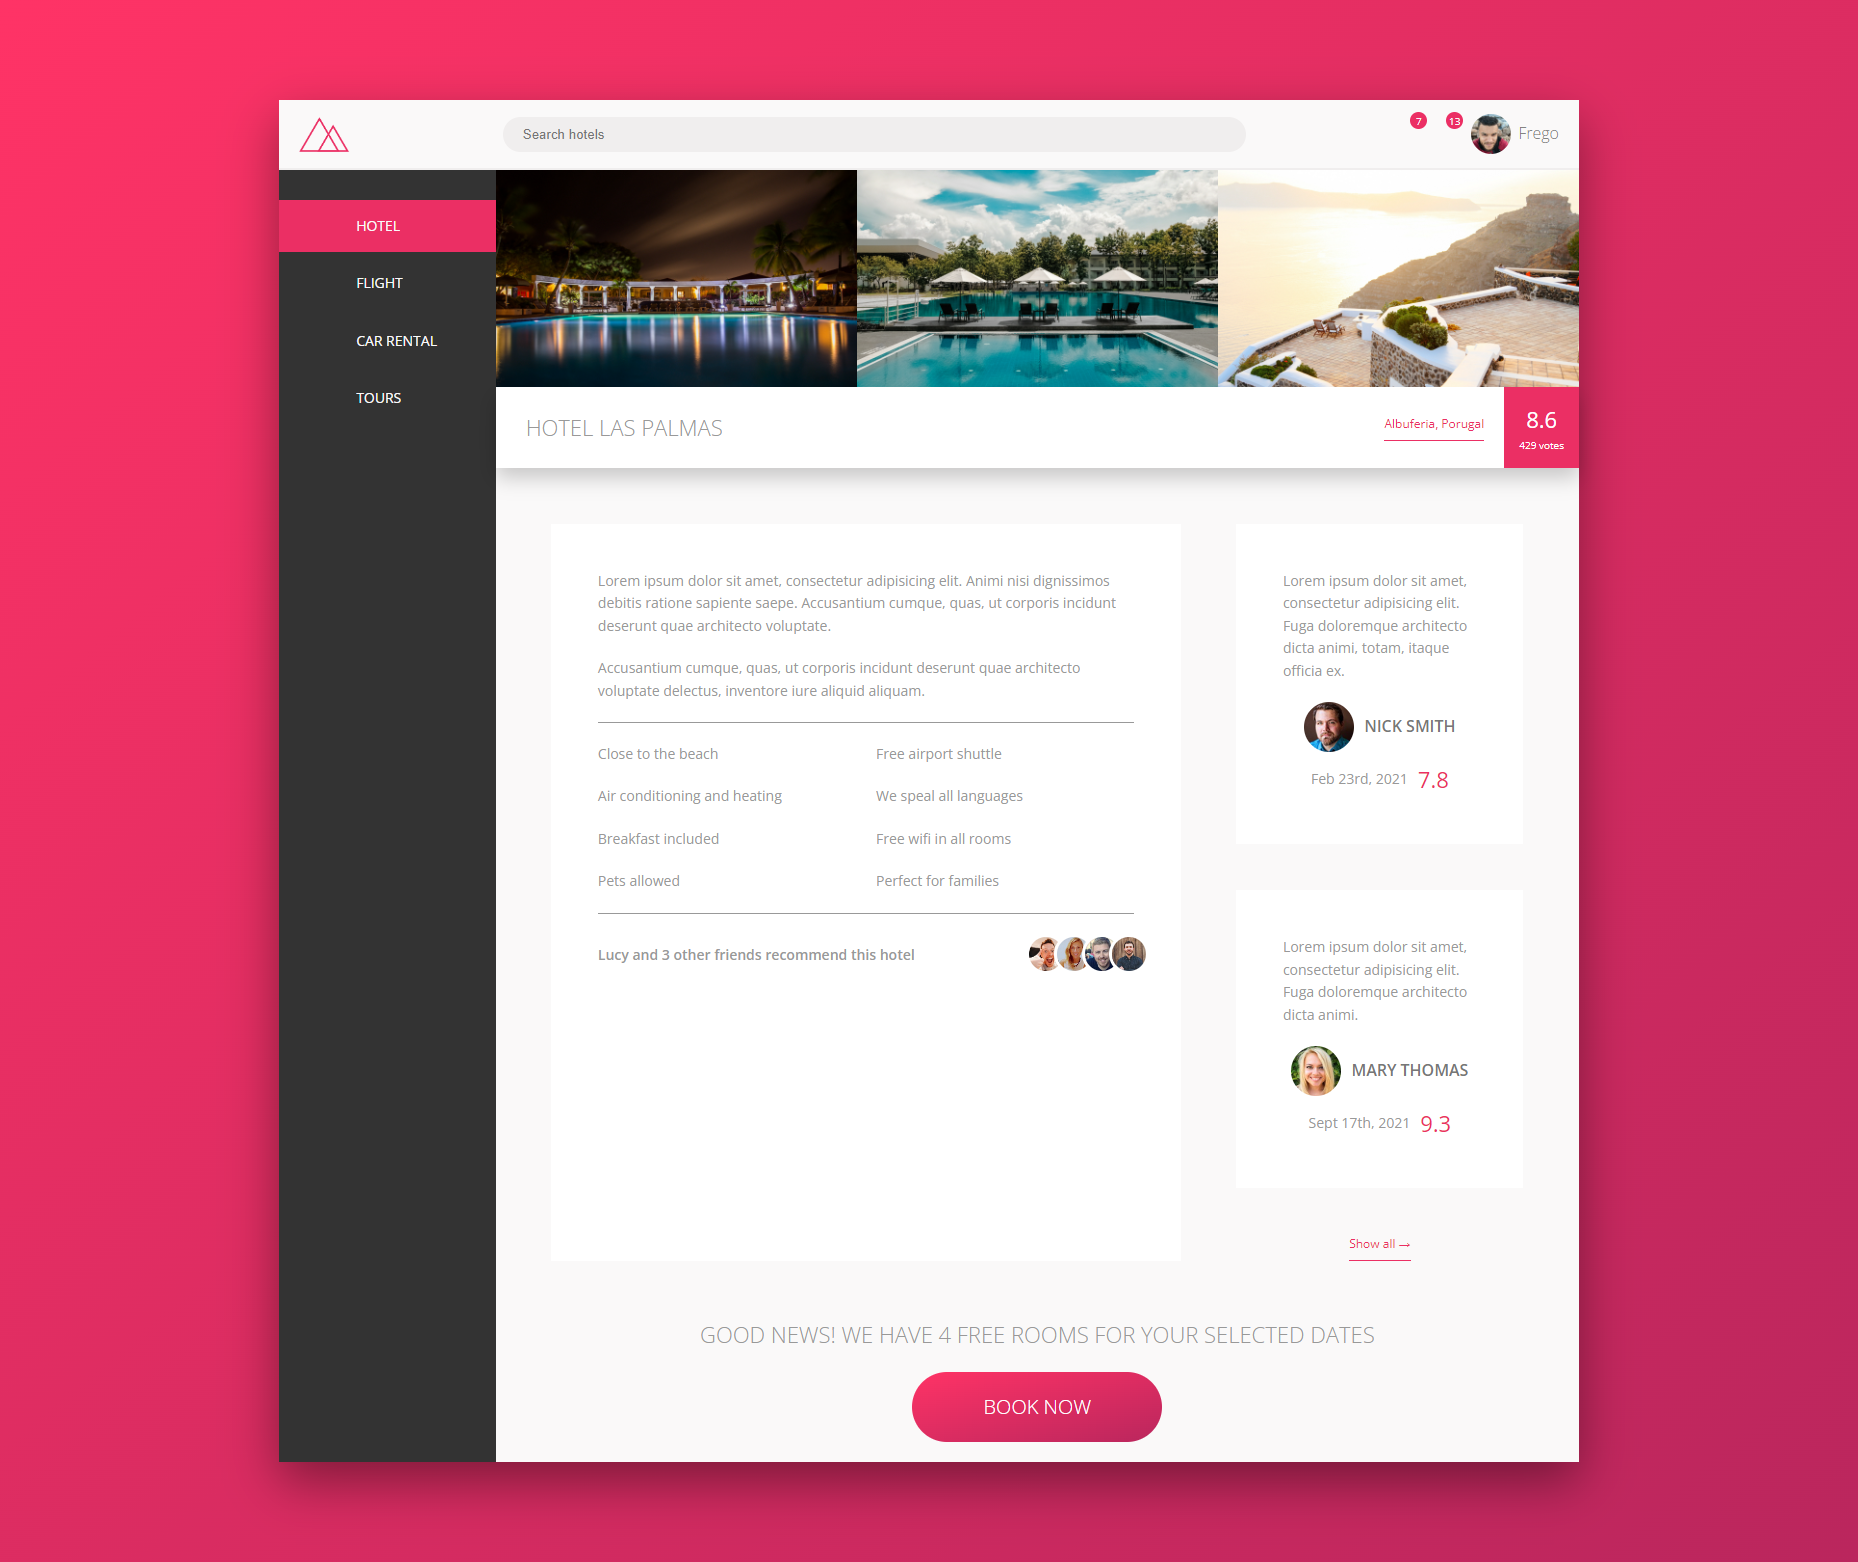 Search hotels
7
13
Frego
HOTEL
FLIGHT
CAR RENTAL
TOURS
HOTEL LAS PALMAS
Albuferia, Porugal
8.6
429 votes
Lorem ipsum dolor sit amet, consectetur adipisicing elit. Animi nisi dignissimos
debitis ratione sapiente saepe. Accusantium cumque, quas, ut corporis incidunt
deserunt quae architecto voluptate.
Accusantium cumque, quas, ut corporis incidunt deserunt quae architecto
voluptate delectus, inventore iure aliquid aliquam.
Close to the beach
Free airport shuttle
Air conditioning and heating
We speal all languages
Breakfast included
Free wifi in all rooms
Pets allowed
Perfect for families
Lucy and 3 other friends recommend this hotel
Lorem ipsum dolor sit amet,
consectetur adipisicing elit.
Fuga doloremque architecto
dicta animi, totam, itaque
officia ex.
NICK SMITH
Feb 23rd, 2021 7.8
Lorem ipsum dolor sit amet,
consectetur adipisicing elit.
Fuga doloremque architecto
dicta animi.
MARY THOMAS
Sept 17th, 2021 9.3
Show all →
GOOD NEWS! WE HAVE 4 FREE ROOMS FOR YOUR SELECTED DATES
BOOK NOW